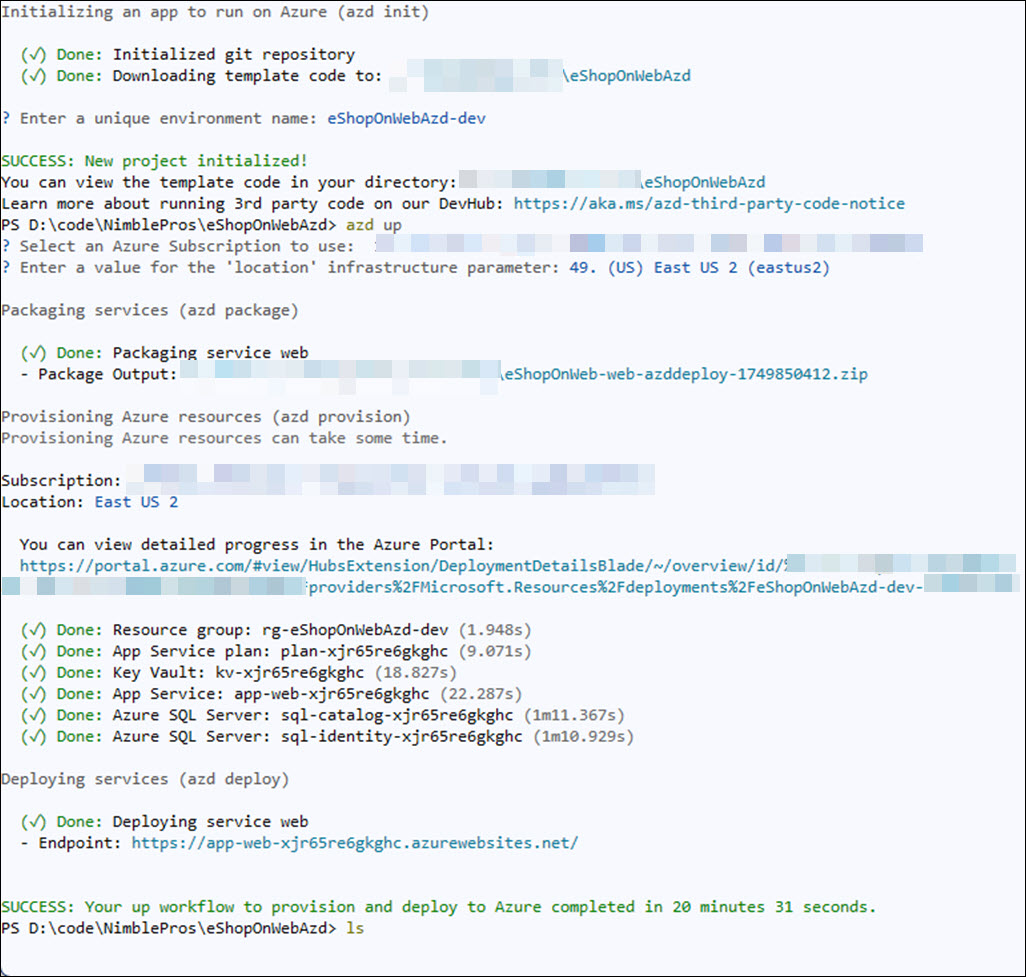 Initializing an app to run on Azure (azd init)
(✓) Done: Initialized git repository
(✓) Done: Downloading template code to: \eShopOnWebAzd
? Enter a unique environment name: eShopOnWebAzd-dev
SUCCESS: New project initialized!
You can view the template code in your directory: \eShopOnWebAzd
Learn more about running 3rd party code on our DevHub: https://aka.ms/azd-third-party-code-notice
PS D:\code\NimblePros\eShopOnWebAzd> azd up
? Select an Azure Subscription to use:
? Enter a value for the 'location' infrastructure parameter: 49. (US) East US 2 (eastus2)
Packaging services (azd package)
(✓) Done: Packaging service web
- Package Output: \eShopOnWeb-web-azddeploy-1749850412.zip
Provisioning Azure resources (azd provision)
Provisioning Azure resources can take some time.
Subscription:
Location: East US 2
You can view detailed progress in the Azure Portal:
https://portal.azure.com/#view/HubsExtension/DeploymentDetailsBlade/~/overview/id/
providers%2FMicrosoft.Resources%2Fdeployments%2FeShopOnWebAzd-dev-
(✓) Done: Resource group: rg-eShopOnWebAzd-dev (1.948s)
(✓) Done: App Service plan: plan-xjr65re6gkghc (9.071s)
(✓) Done: Key Vault: kv-xjr65re6gkghc (18.827s)
(✓) Done: App Service: app-web-xjr65re6gkghc (22.287s)
(✓) Done: Azure SQL Server: sql-catalog-xjr65re6gkghc (1m11.367s)
(✓) Done: Azure SQL Server: sql-identity-xjr65re6gkghc (1m10.929s)
Deploying services (azd deploy)
(✓) Done: Deploying service web
- Endpoint: https://app-web-xjr65re6gkghc.azurewebsites.net/
SUCCESS: Your up workflow to provision and deploy to Azure completed in 20 minutes 31 seconds.
PS D:\code\NimblePros\eShopOnWebAzd> ls